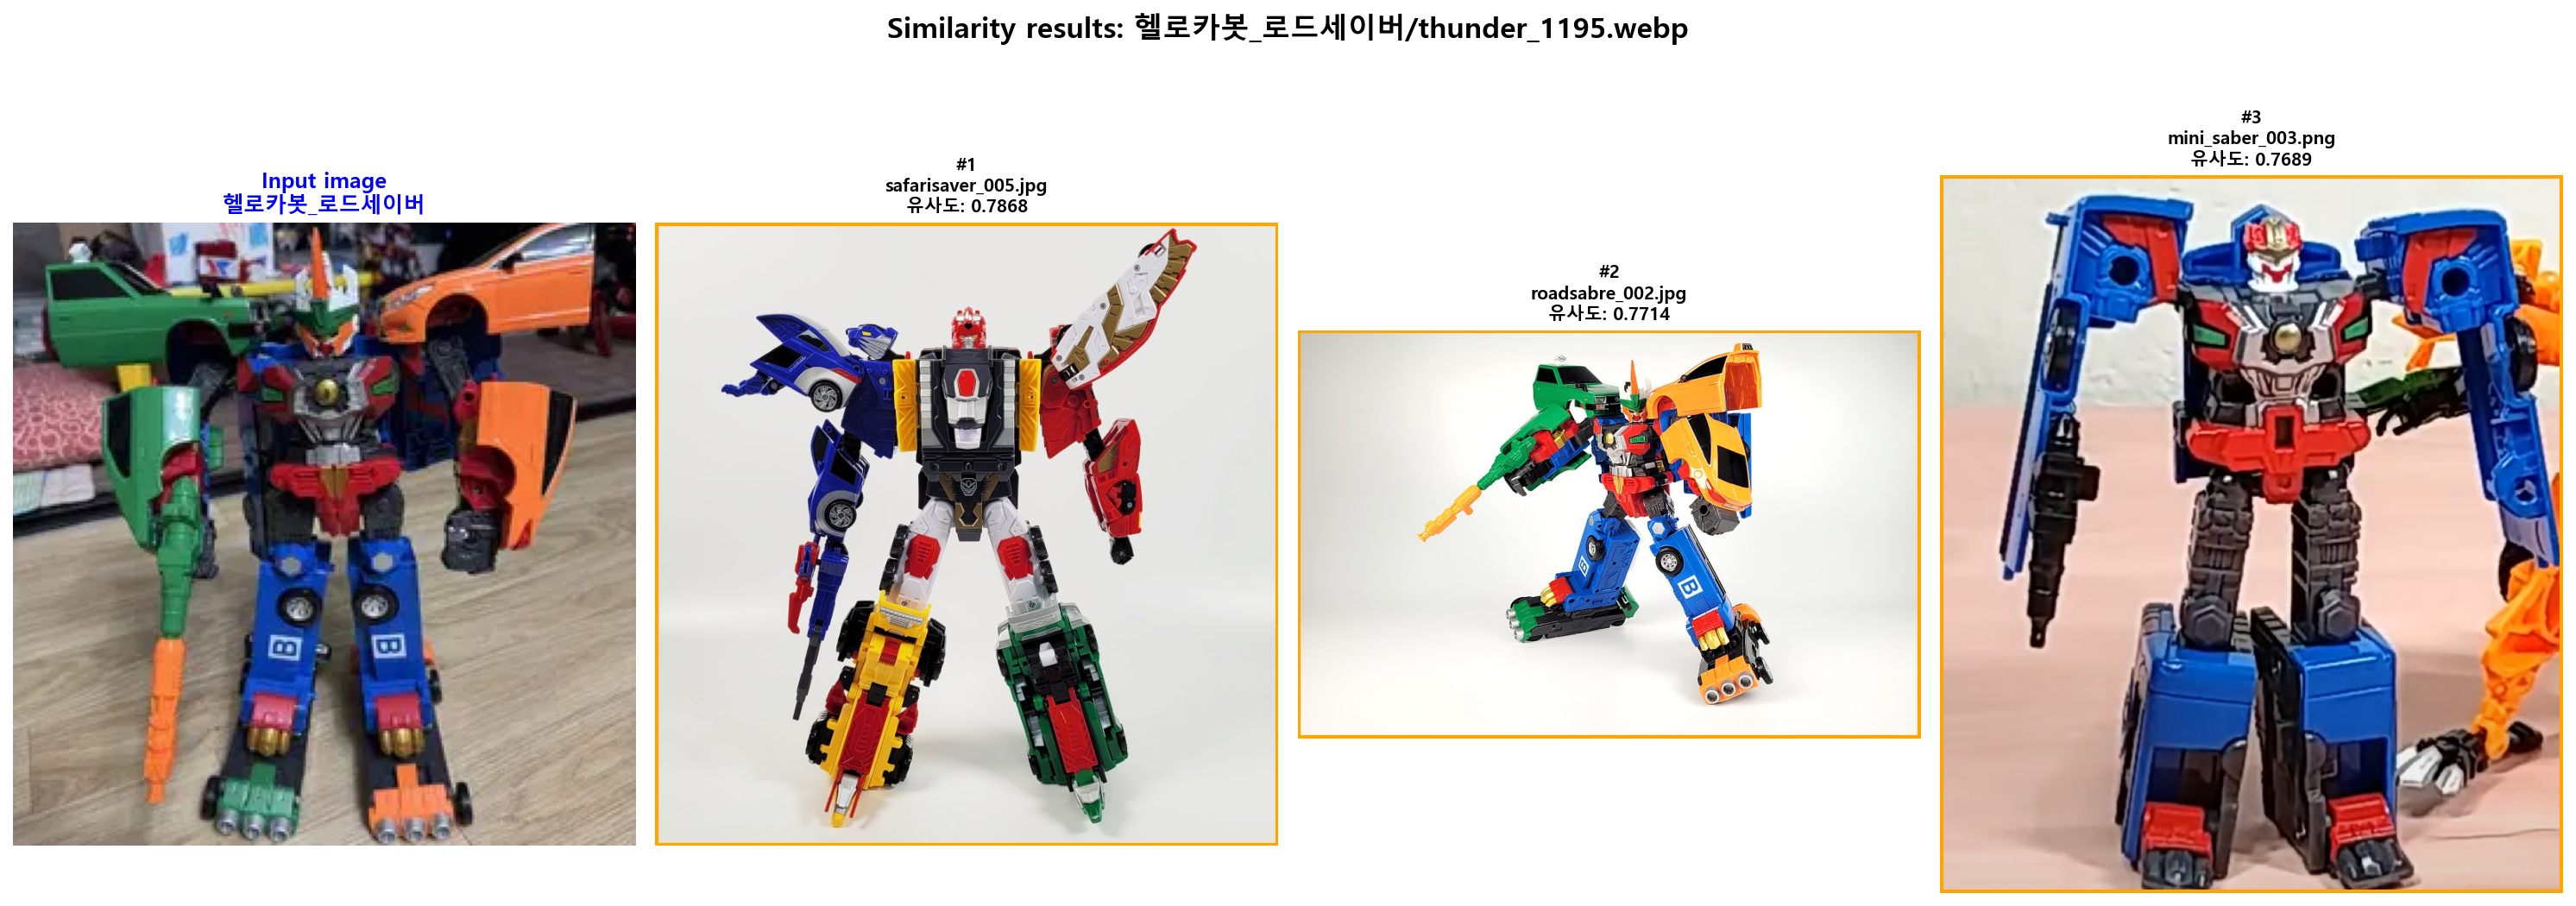 Similarity results: 헬로카봇_로드세이버/thunder_1195.webp
Input image
헬로카봇_로드세이버
#1
safarisaver_005.jpg
유사도: 0.7868
#2
roadsabre_002.jpg
유사도: 0.7714
#3
mini_saber_003.png
유사도: 0.7689
B
B
B
B